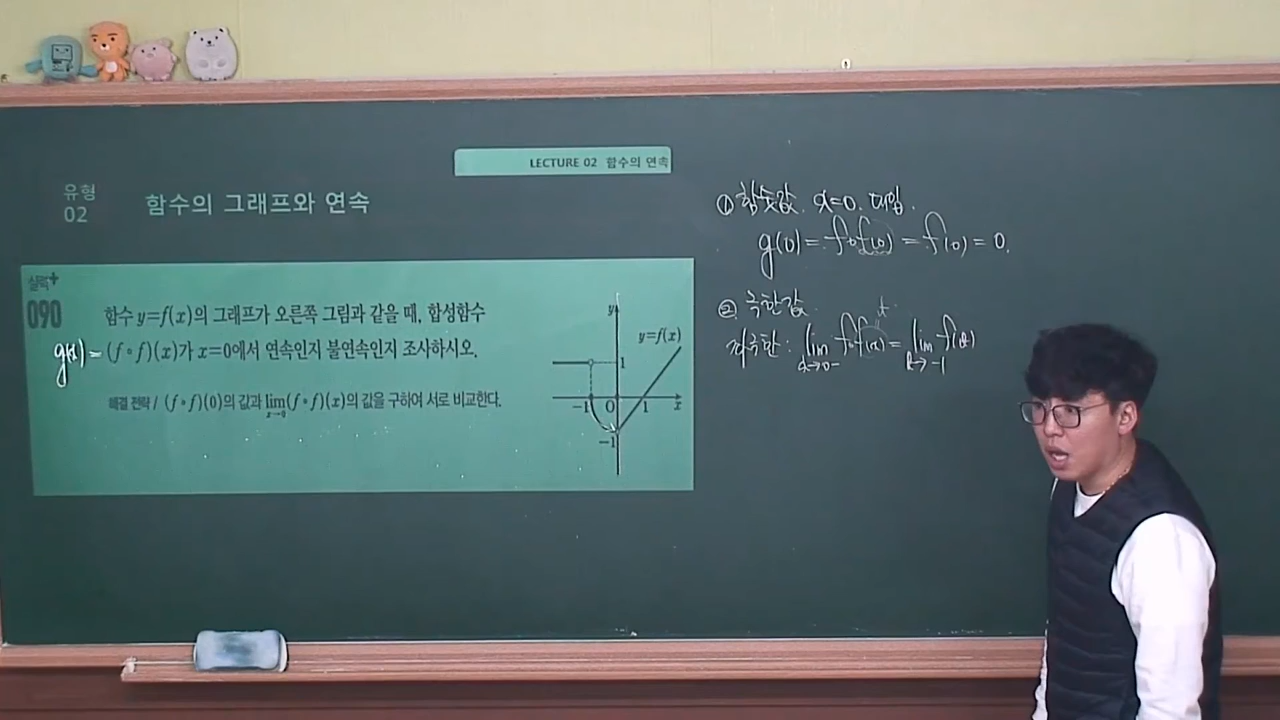 LECTURE 02 함수의 연속
유형
02
함수의 그래프와 연속
실력+
090
함수 y=f(x)의 그래프가 오른쪽 그림과 같을 때, 합성함수
g(x) = (f∘f)(x)가 x=0에서 연속인지 불연속인지 조사하시오.
해결 전략 / (f∘f)(0)의 값과 lim x→0 (f∘f)(x)의 값을 구하여 서로 비교한다.
y
y=f(x)
1
-1 O 1 x
-1
① 함숫값. x=0. 대입.
g(0) = f∘f(0) = f(0) = 0.
② 극한값.
t
좌극한 : lim x→0- f∘f(x) = lim t→-1 f(t)